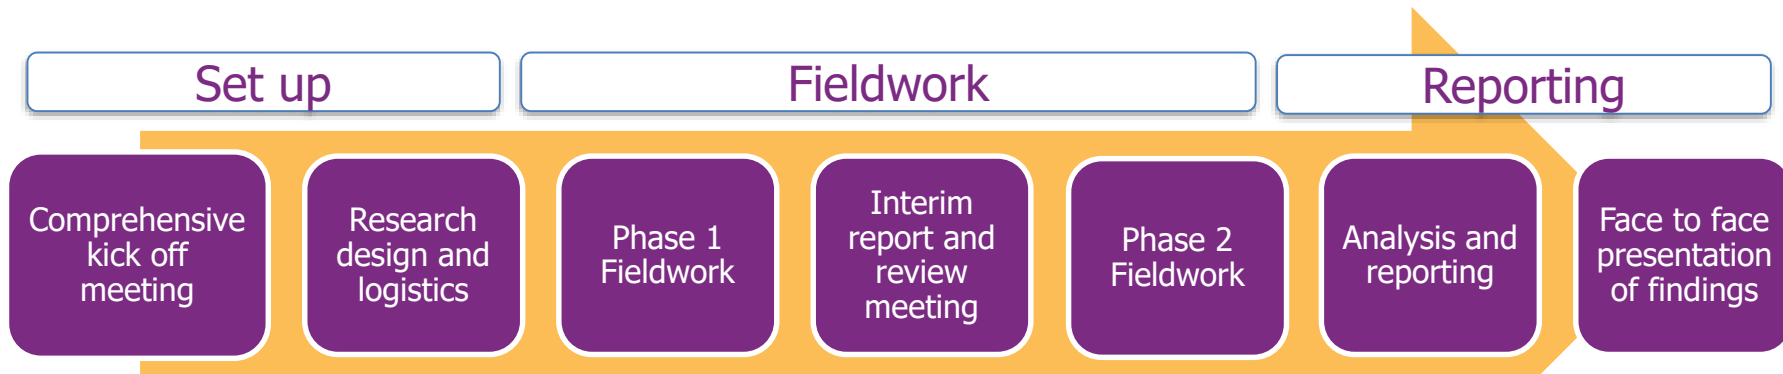 Set up
Fieldwork
Reporting
Comprehensive
kick off
meeting
Research
design and
logistics
Phase 1
Fieldwork
Interim
report and
review
meeting
Phase 2
Fieldwork
Analysis and
reporting
Face to face
presentation
of findings